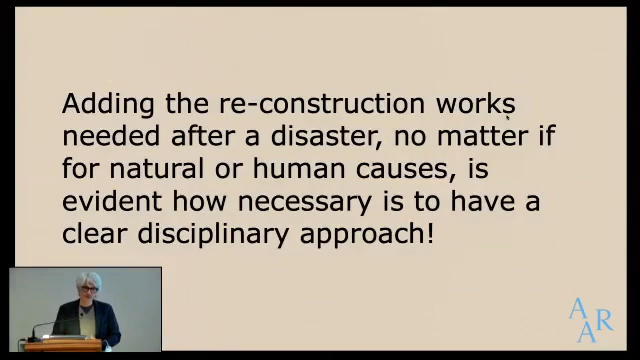 Adding the re-construction works
needed after a disaster, no matter if
for natural or human causes, is
evident how necessary is to have a
clear disciplinary approach!
A
A R